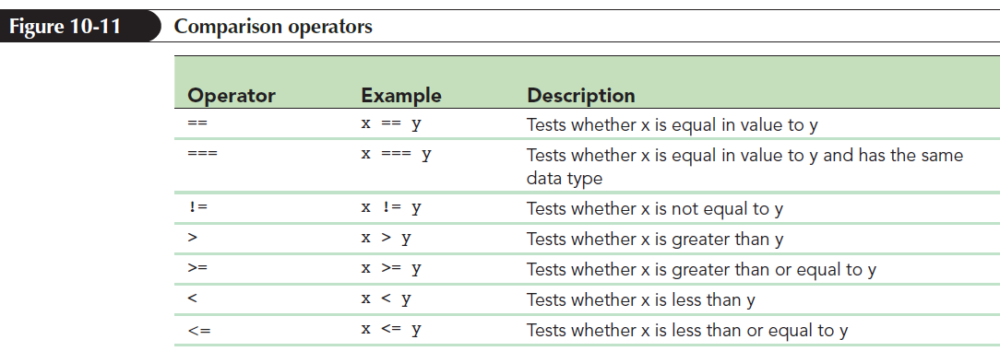 Figure 10-11 Comparison operators
Operator Example Description
== x == y Tests whether x is equal in value to y
=== x === y Tests whether x is equal in value to y and has the same
data type
!= x != y Tests whether x is not equal to y
> x > y Tests whether x is greater than y
>= x >= y Tests whether x is greater than or equal to y
< x < y Tests whether x is less than y
<= x <= y Tests whether x is less than or equal to y